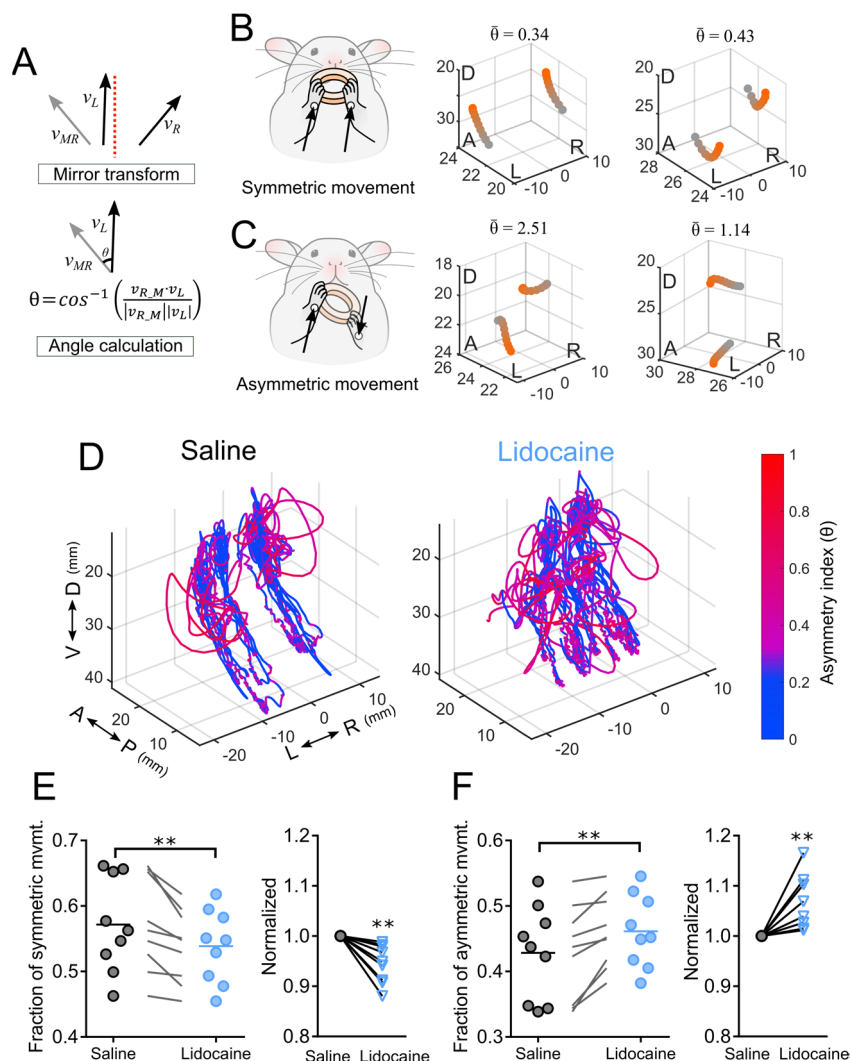 A
v_L
v_MR
v_R
Mirror transform
v_L
θ
v_MR
θ=cos⁻¹(v_R_M·v_L / |v_R_M||v_L|)
Angle calculation
B
Symmetric movement
θ̄ = 0.34
20
D
25
30
A
24
22
20
L
-10
0
R
10
θ̄ = 0.43
20
D
25
30
A
28
26
24
L
-10
0
R
10
C
Asymmetric movement
θ̄ = 2.51
18
D
20
22
24
A
26
24
22
L
-10
0
R
10
θ̄ = 1.14
20
D
25
30
A
30
28
26
L
-10
0
R
10
D
Saline
20
30
40
V ↔ D (mm)
20
10
A ↔ P (mm)
-20
-10
0
10
L ↔ R (mm)
Lidocaine
20
30
40
20
10
-20
-10
0
10
1
0.8
0.6
0.4
0.2
0
Asymmetry index (θ)
E
Fraction of symmetric mvmt.
0.7
0.6
0.5
0.4
**
Saline
Lidocaine
Normalized
1.2
1.1
1.0
0.9
0.8
**
Saline
Lidocaine
F
Fraction of aymmetric mvmt.
0.6
0.5
0.4
0.3
**
Saline
Lidocaine
Normalized
1.2
1.1
1.0
0.9
0.8
**
Saline
Lidocaine